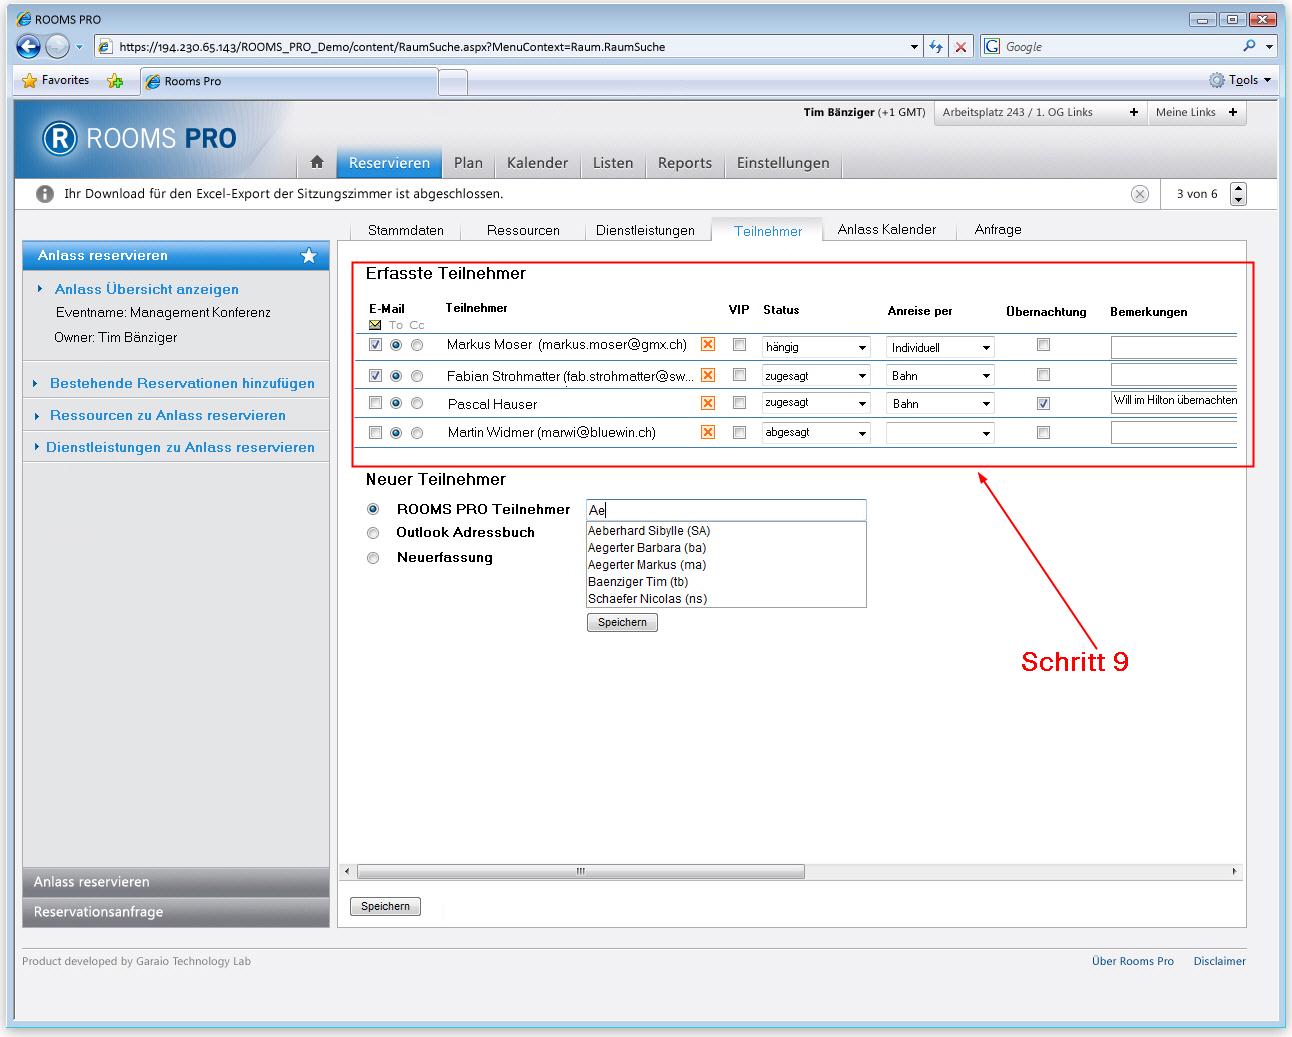 ROOMS PRO
https://194.230.65.143/ROOMS_PRO_Demo/content/RaumSuche.aspx?MenuContext=Raum.RaumSuche
Google
Favorites
Rooms Pro
Tools
Tim Bänziger (+1 GMT)
Arbeitsplatz 243 / 1. OG Links +
Meine Links +
R ROOMS PRO
Reservieren Plan Kalender Listen Reports Einstellungen
Ihr Download für den Excel-Export der Sitzungszimmer ist abgeschlossen.
3 von 6
Stammdaten Ressourcen Dienstleistungen Teilnehmer Anlass Kalender Anfrage
Anlass reservieren
Anlass Übersicht anzeigen
Eventname: Management Konferenz
Owner: Tim Bänziger
Bestehende Reservationen hinzufügen
Ressourcen zu Anlass reservieren
Dienstleistungen zu Anlass reservieren
Anlass reservieren
Reservationsanfrage
Erfasste Teilnehmer
E-Mail Teilnehmer VIP Status Anreise per Übernachtung Bemerkungen
To Cc
Markus Moser (markus.moser@gmx.ch) hängig Individuell
Fabian Strohmatter (fab.strohmatter@sw... zugesagt Bahn
Pascal Hauser zugesagt Bahn Will im Hilton übernachten
Martin Widmer (marwi@bluewin.ch) abgesagt
Neuer Teilnehmer
ROOMS PRO Teilnehmer Ae
Outlook Adressbuch
Neuerfassung
Aeberhard Sibylle (SA)
Aegerter Barbara (ba)
Aegerter Markus (ma)
Baenziger Tim (tb)
Schaefer Nicolas (ns)
Speichern
Schritt 9
Speichern
Product developed by Garaio Technology Lab
Über Rooms Pro Disclaimer